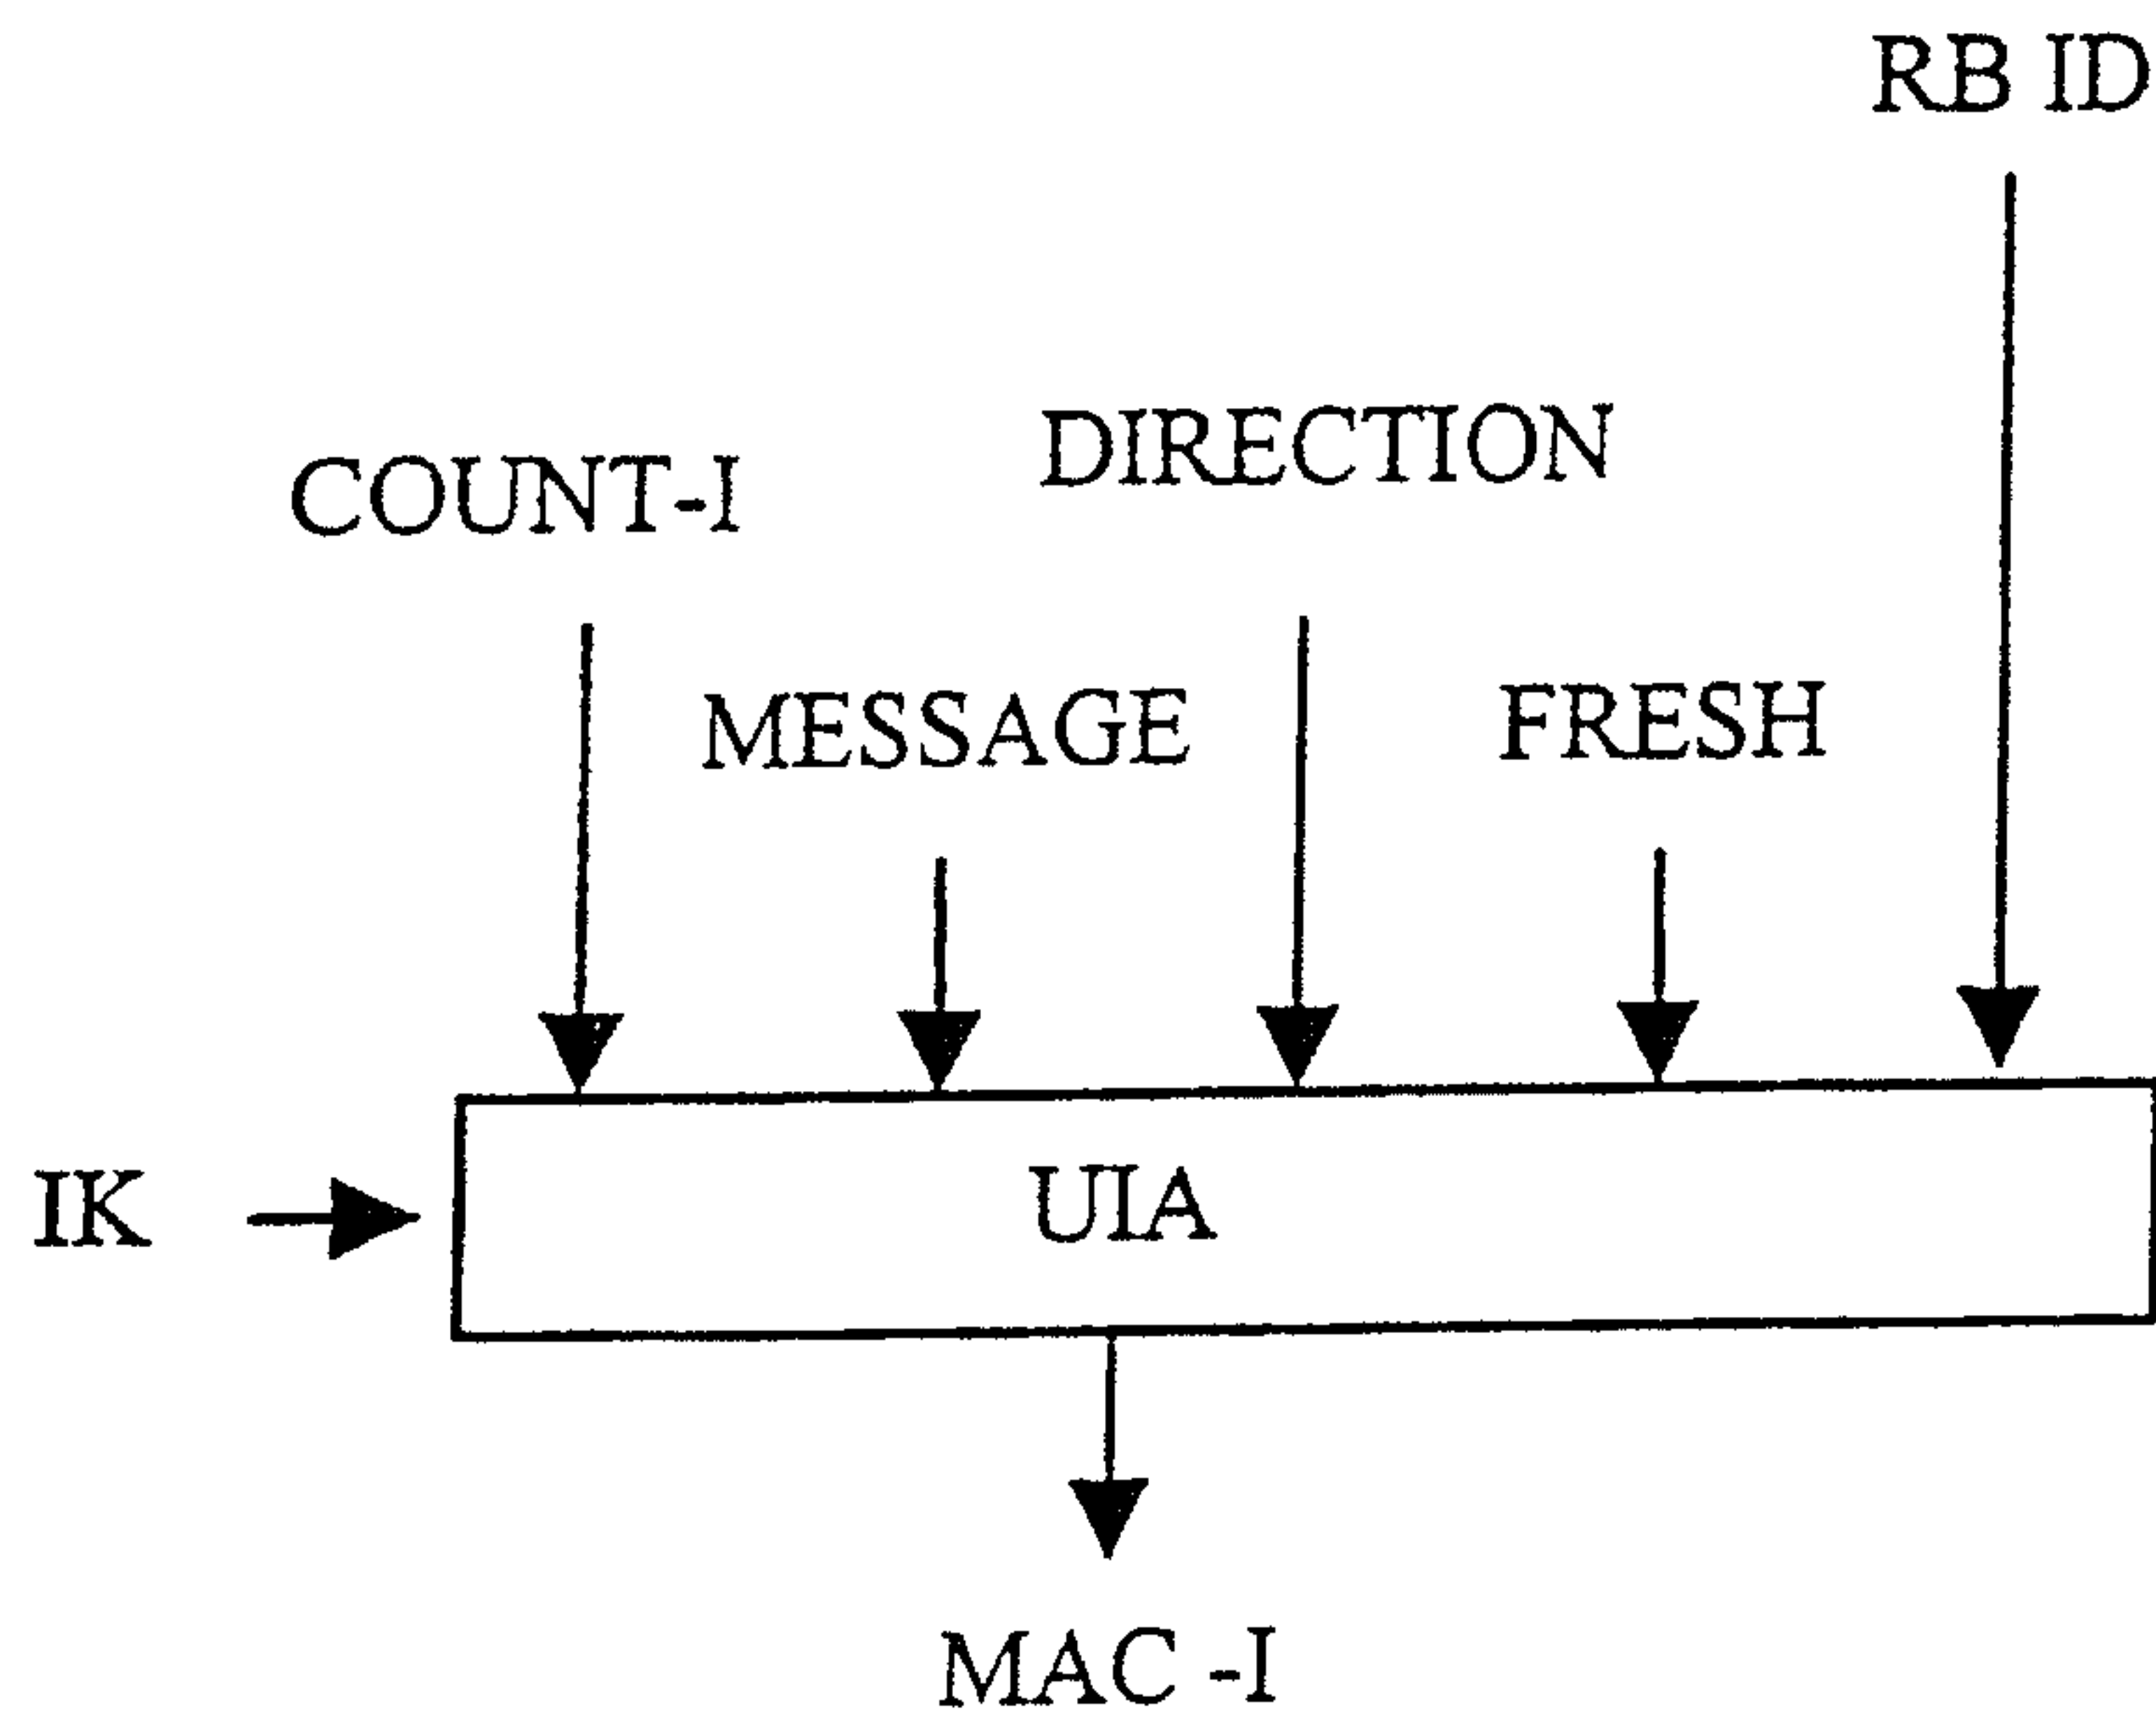 RB ID
DIRECTION
COUNT-I
MESSAGE
FRESH
IK
UIA
MAC -I